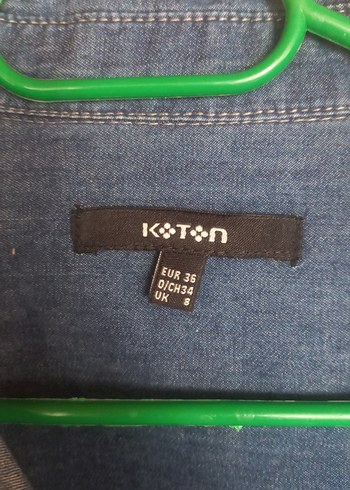 KOTON
EUR 36
D/CH34
UK 8